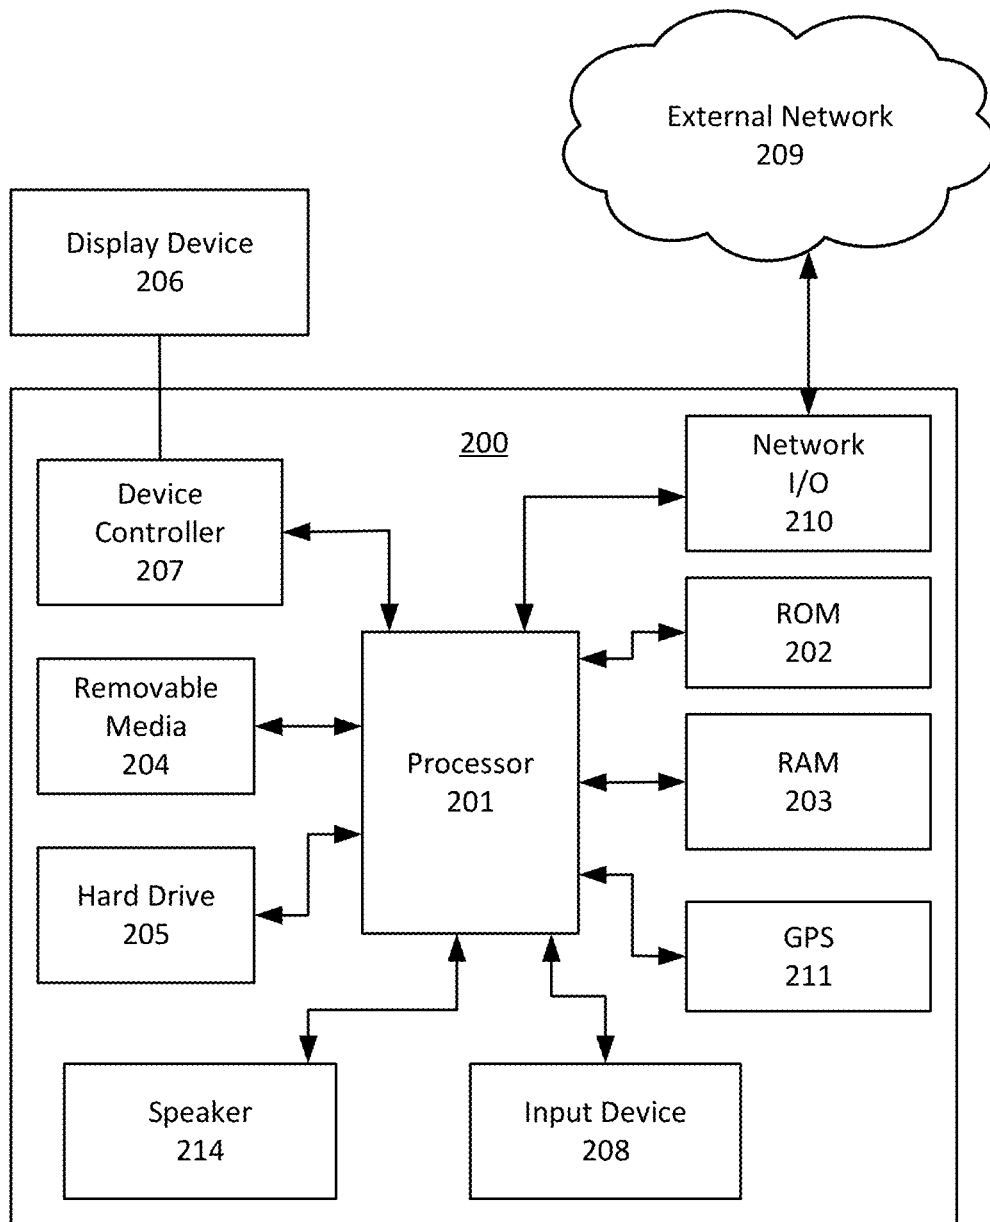 External Network
209
Display Device
206
200
Device
Controller
207
Network
I/O
210
ROM
202
Removable
Media
204
Processor
201
RAM
203
Hard Drive
205
GPS
211
Speaker
214
Input Device
208